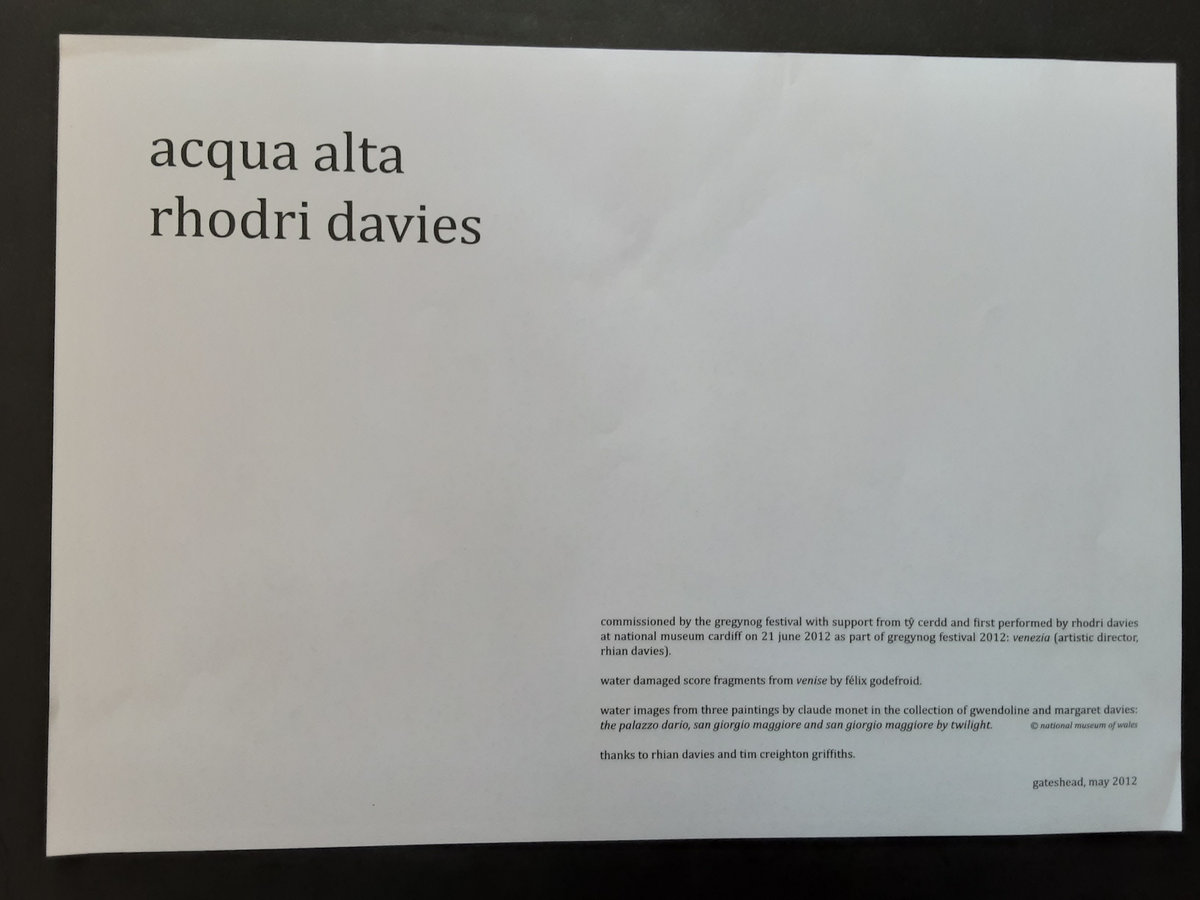 acqua alta
rhodri davies
commissioned by the gregynog festival with support from tŷ cerdd and first performed by rhodri davies
at national museum cardiff on 21 june 2012 as part of gregynog festival 2012: venezia (artistic director,
rhian davies).
water damaged score fragments from venise by félix godefroid.
water images from three paintings by claude monet in the collection of gwendoline and margaret davies:
the palazzo dario, san giorgio maggiore and san giorgio maggiore by twilight. © national museum of wales
thanks to rhian davies and tim creighton griffiths.
gateshead, may 2012